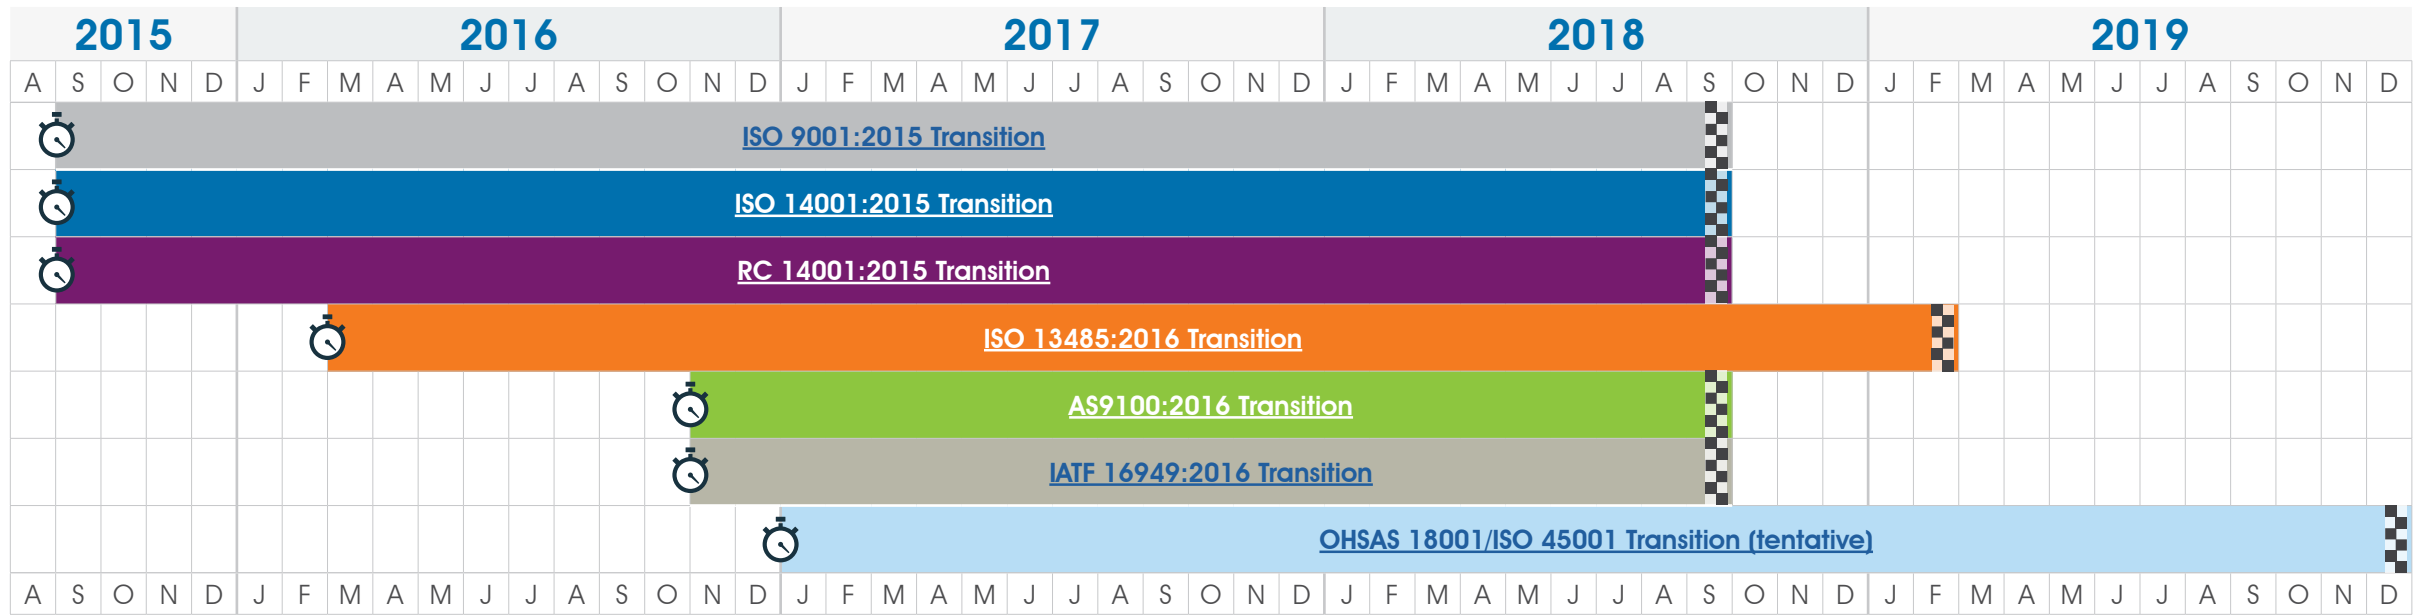 2015 2016 2017 2018 2019
A S O N D J F M A M J J A S O N D J F M A M J J A S O N D J F M A M J J A S O N D J F M A M J J A S O N D
ISO 9001:2015 Transition
ISO 14001:2015 Transition
RC 14001:2015 Transition
ISO 13485:2016 Transition
AS9100:2016 Transition
IATF 16949:2016 Transition
OHSAS 18001/ISO 45001 Transition (tentative)
A S O N D J F M A M J J A S O N D J F M A M J J A S O N D J F M A M J J A S O N D J F M A M J J A S O N D